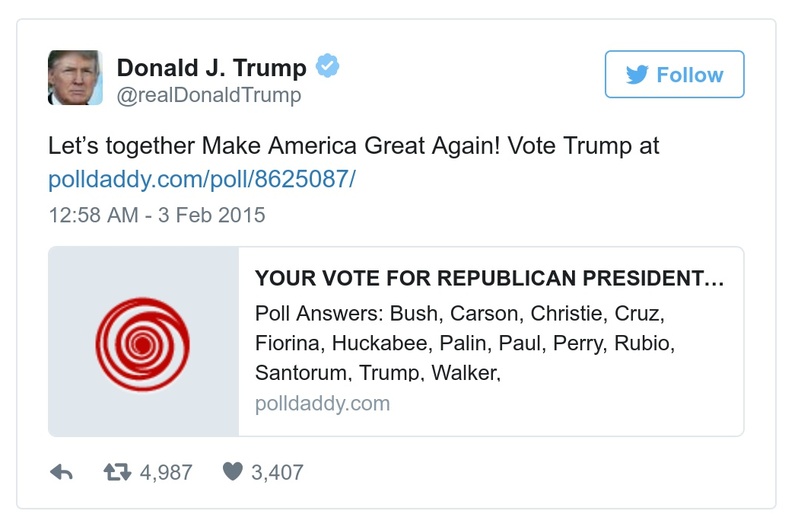 Donald J. Trump
@realDonaldTrump
Follow
Let’s together Make America Great Again! Vote Trump at
polldaddy.com/poll/8625087/
12:58 AM - 3 Feb 2015
YOUR VOTE FOR REPUBLICAN PRESIDENT…
Poll Answers: Bush, Carson, Christie, Cruz,
Fiorina, Huckabee, Palin, Paul, Perry, Rubio,
Santorum, Trump, Walker,
polldaddy.com
4,987 3,407